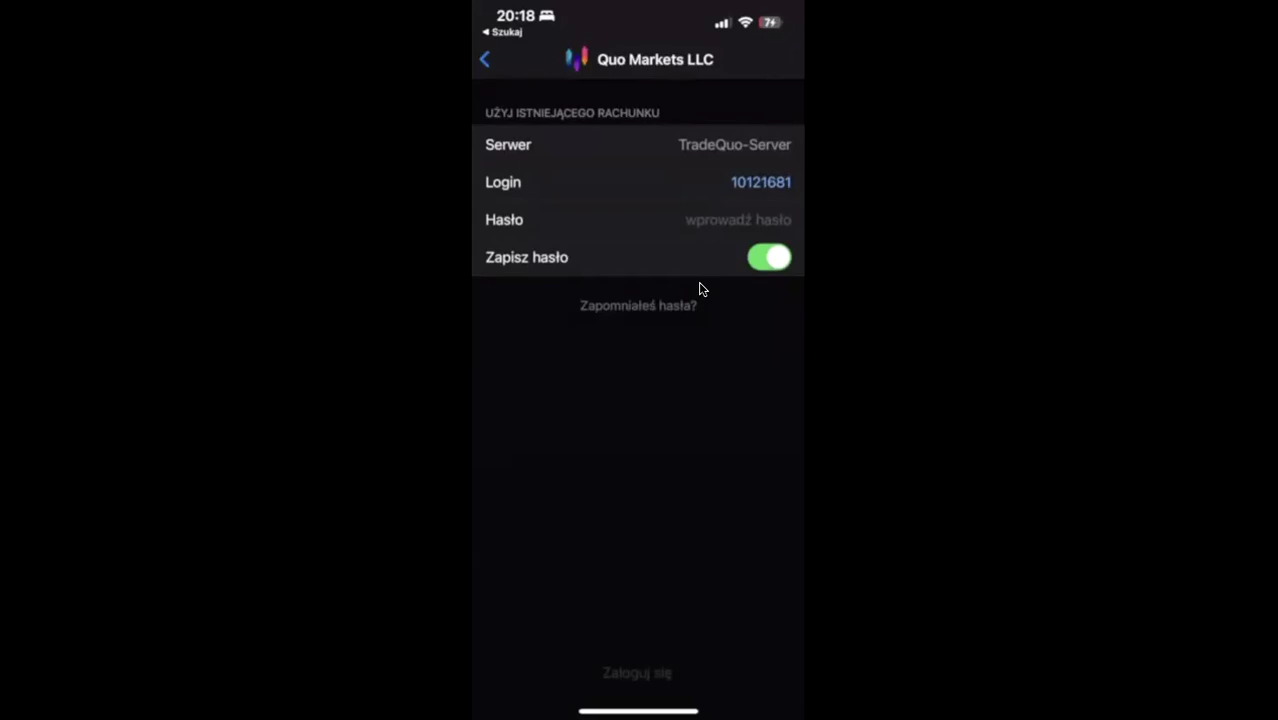 20:18
Szukaj
7
Quo Markets LLC
UŻYJ ISTNIEJĄCEGO RACHUNKU
Serwer TradeQuo-Server
Login 10121681
Hasło wprowadź hasło
Zapisz hasło
Zapomniałeś hasła?
Zaloguj się